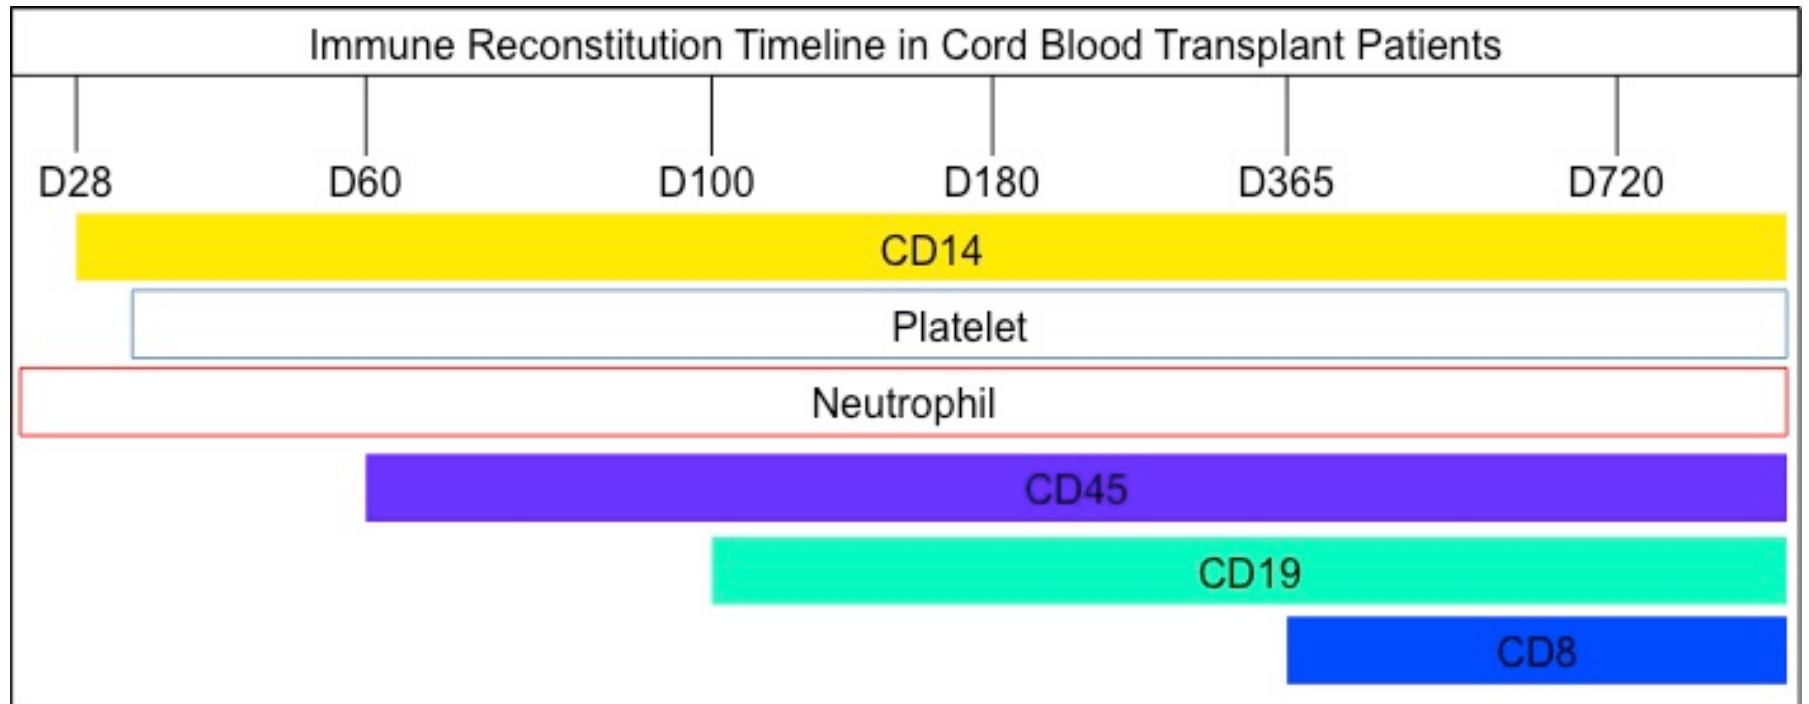 Immune Reconstitution Timeline in Cord Blood Transplant Patients
D28 D60 D100 D180 D365 D720
CD14
Platelet
Neutrophil
CD45
CD19
CD8